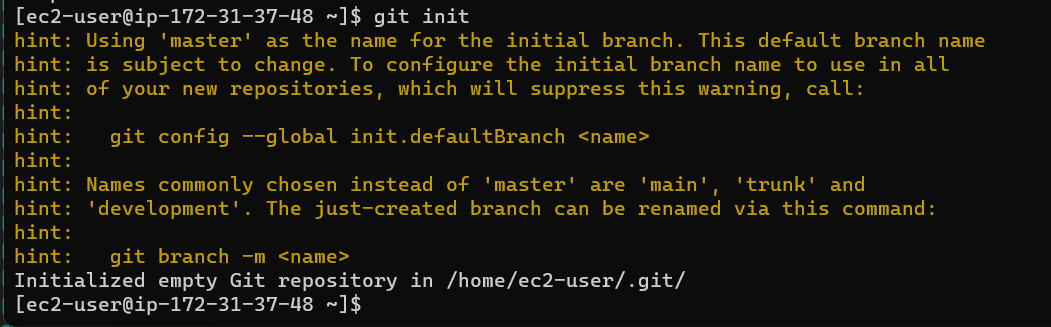 [ec2-user@ip-172-31-37-48 ~]$ git init
hint: Using 'master' as the name for the initial branch. This default branch name
hint: is subject to change. To configure the initial branch name to use in all
hint: of your new repositories, which will suppress this warning, call:
hint:
hint:   git config --global init.defaultBranch <name>
hint:
hint: Names commonly chosen instead of 'master' are 'main', 'trunk' and
hint: 'development'. The just-created branch can be renamed via this command:
hint:
hint:   git branch -m <name>
Initialized empty Git repository in /home/ec2-user/.git/
[ec2-user@ip-172-31-37-48 ~]$